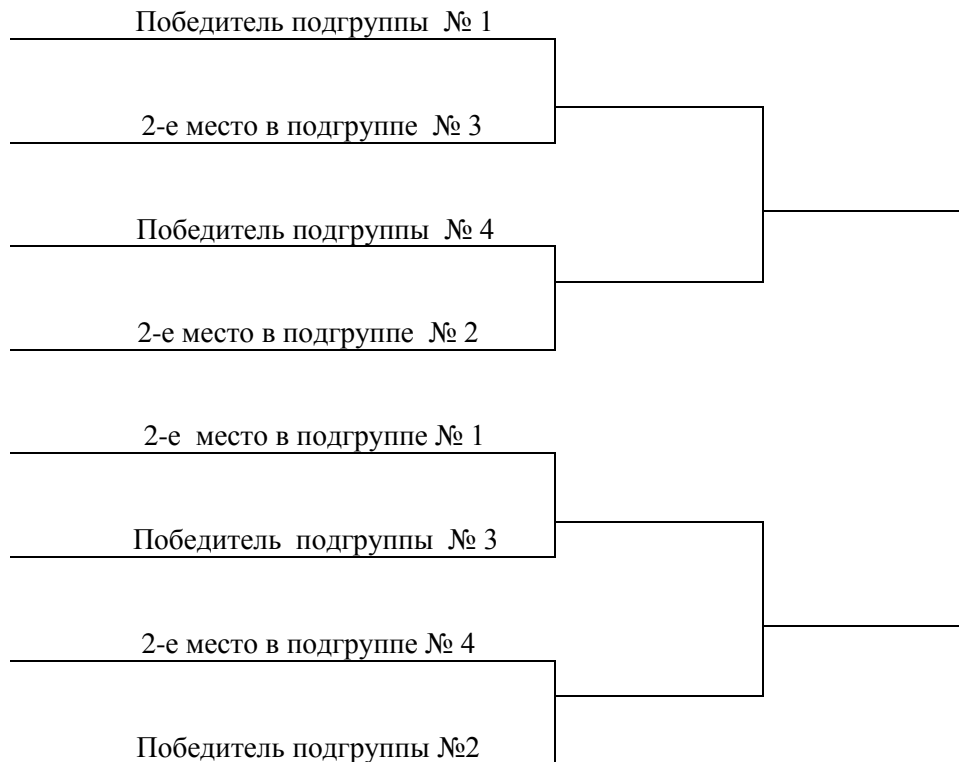 Победитель подгруппы № 1
2-е место в подгруппе № 3
Победитель подгруппы № 4
2-е место в подгруппе № 2
2-е место в подгруппе № 1
Победитель подгруппы № 3
2-е место в подгруппе № 4
Победитель подгруппы №2